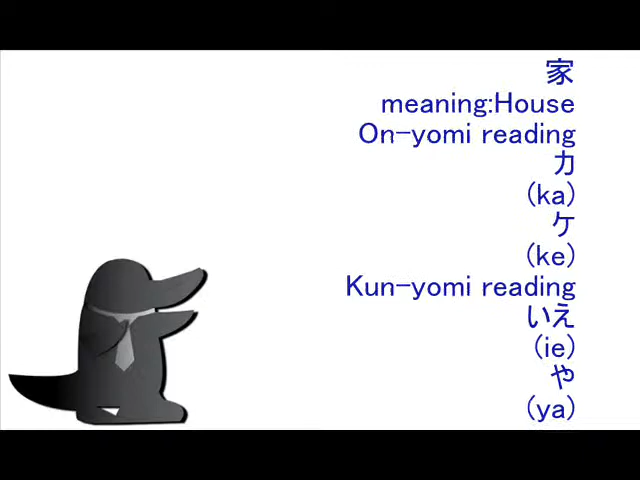 家
meaning:House
On-yomi reading
カ
(ka)
ケ
(ke)
Kun-yomi reading
いえ
(ie)
や
(ya)